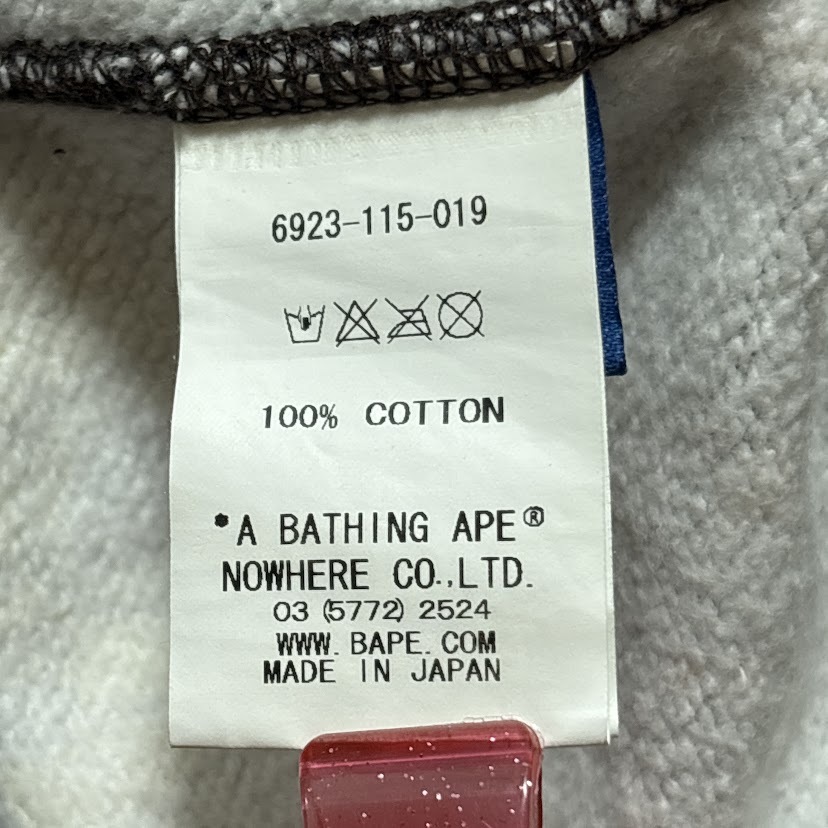 6923-115-019
100% COTTON
*A BATHING APE®
NOWHERE CO.,LTD.
03 (5772) 2524
WWW. BAPE. COM
MADE IN JAPAN